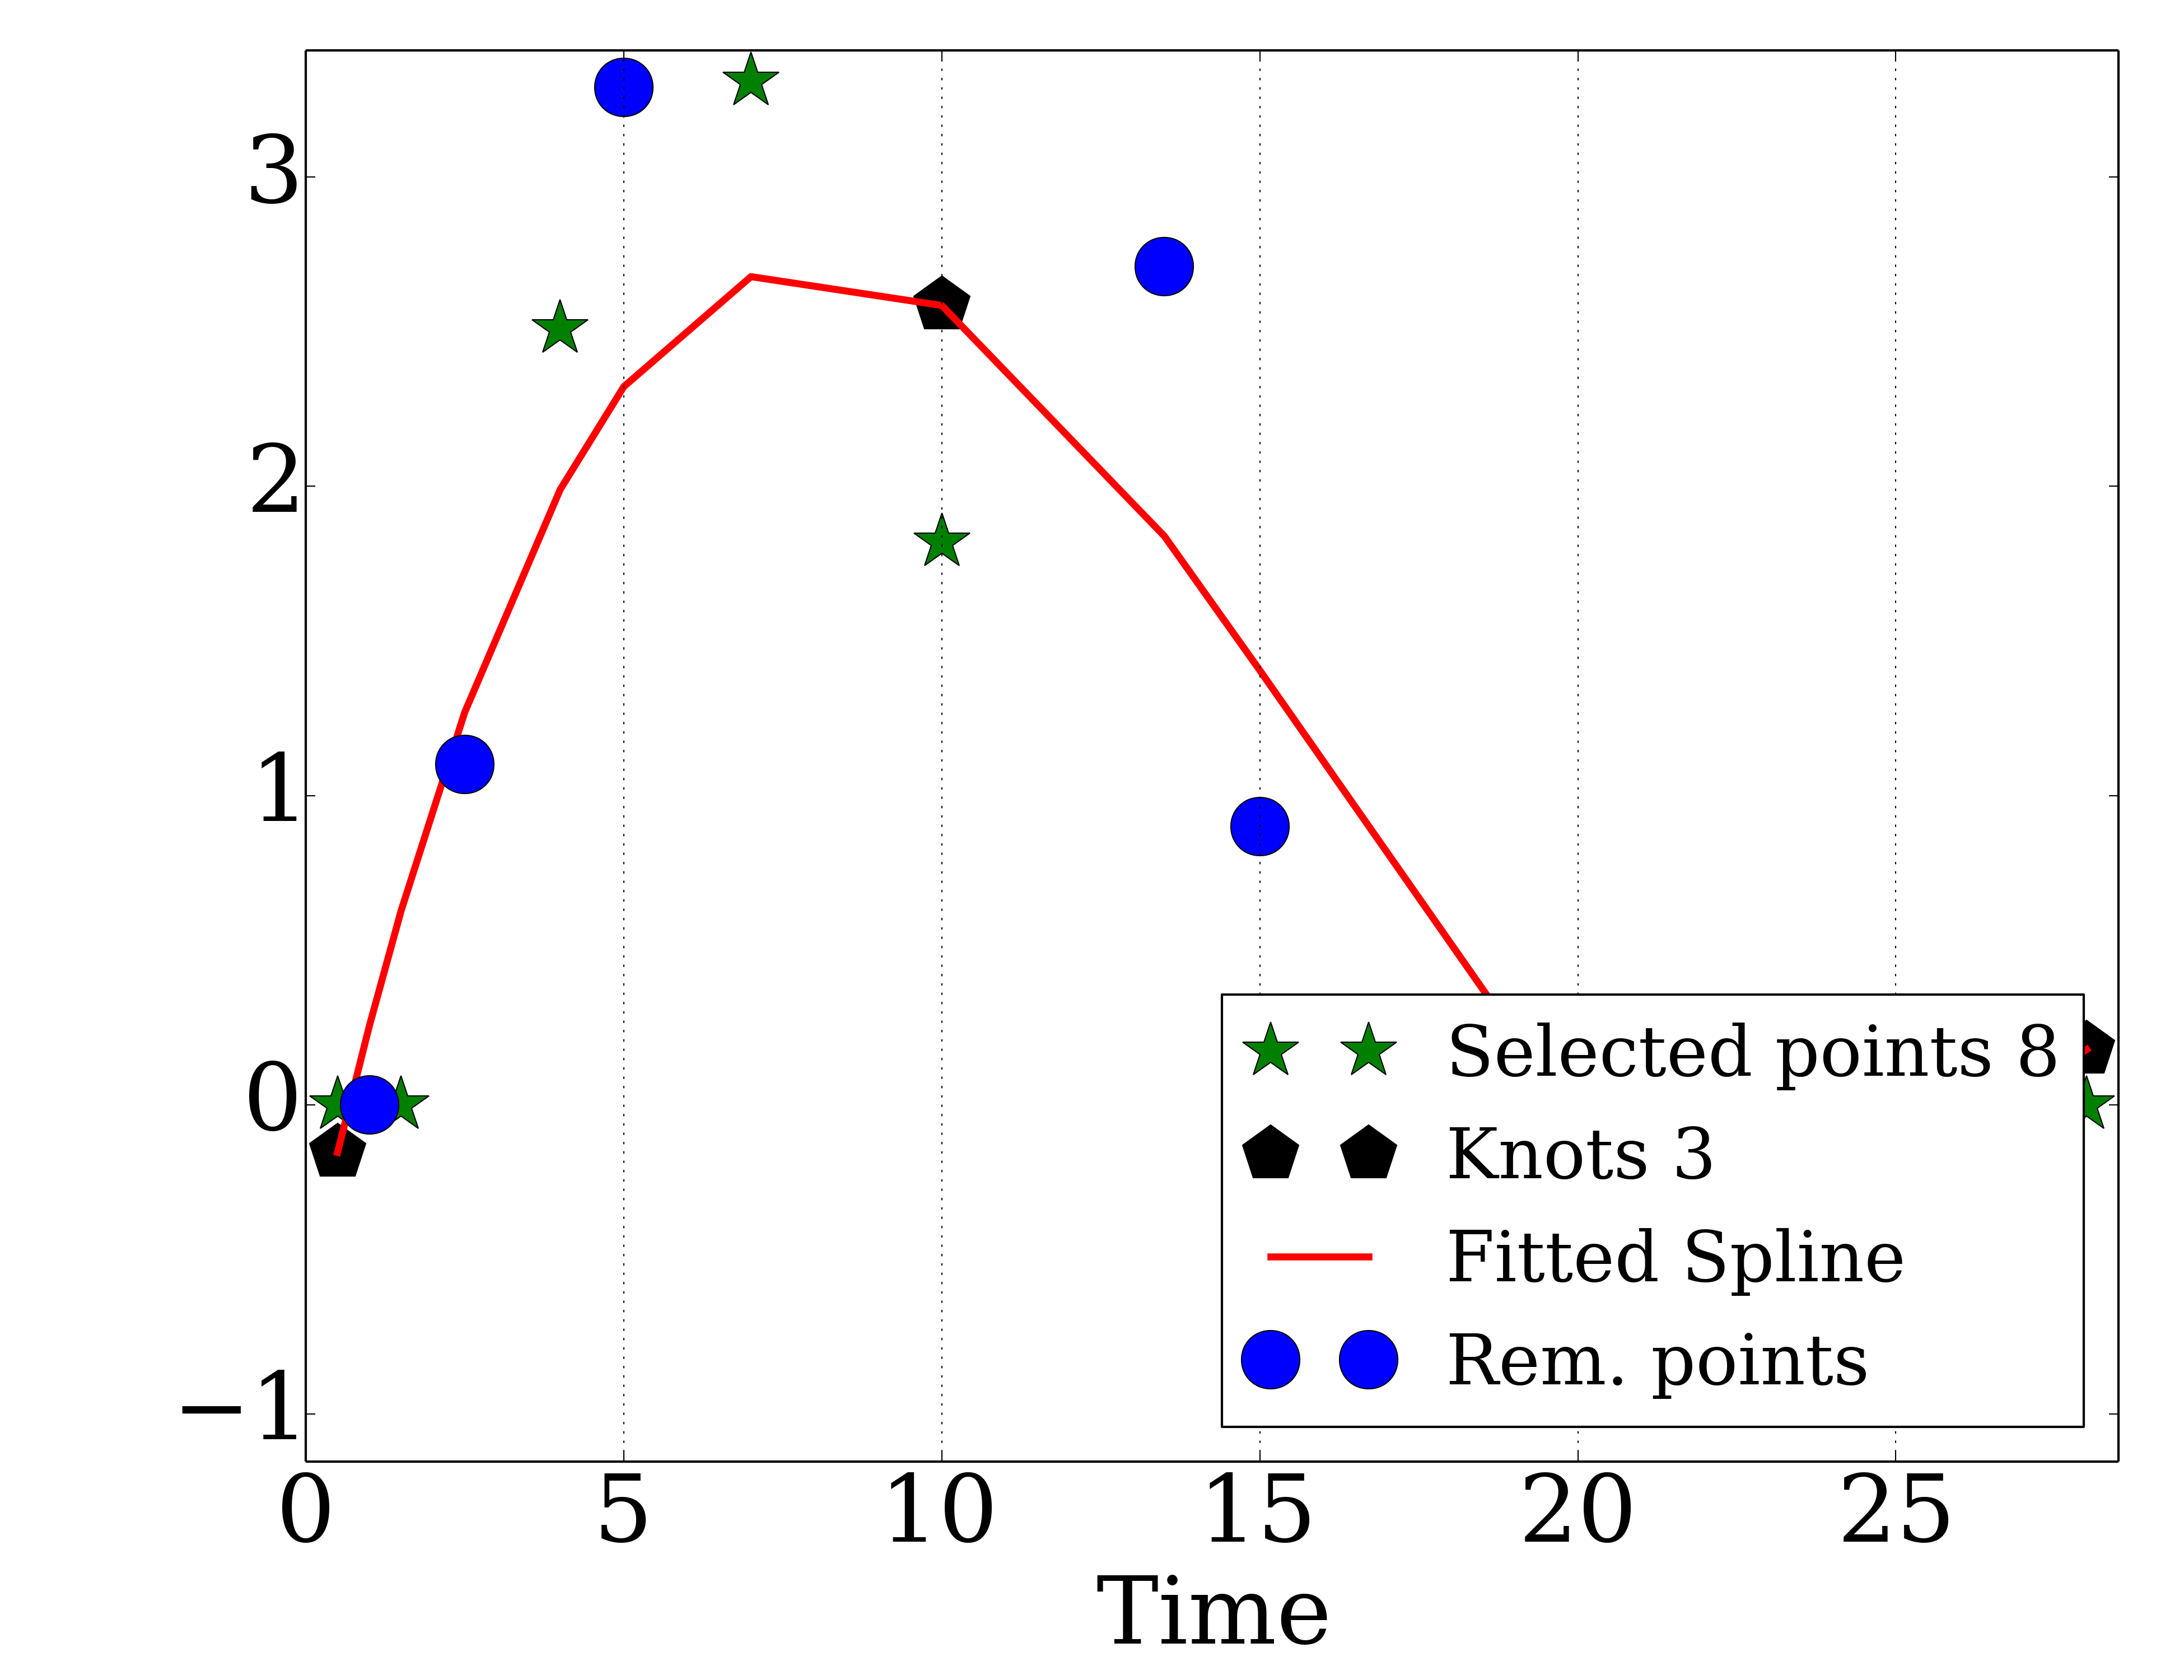 3
2
1
0
−1
0 5 10 15 20 25
Time
Selected points 8
Knots 3
Fitted Spline
Rem. points